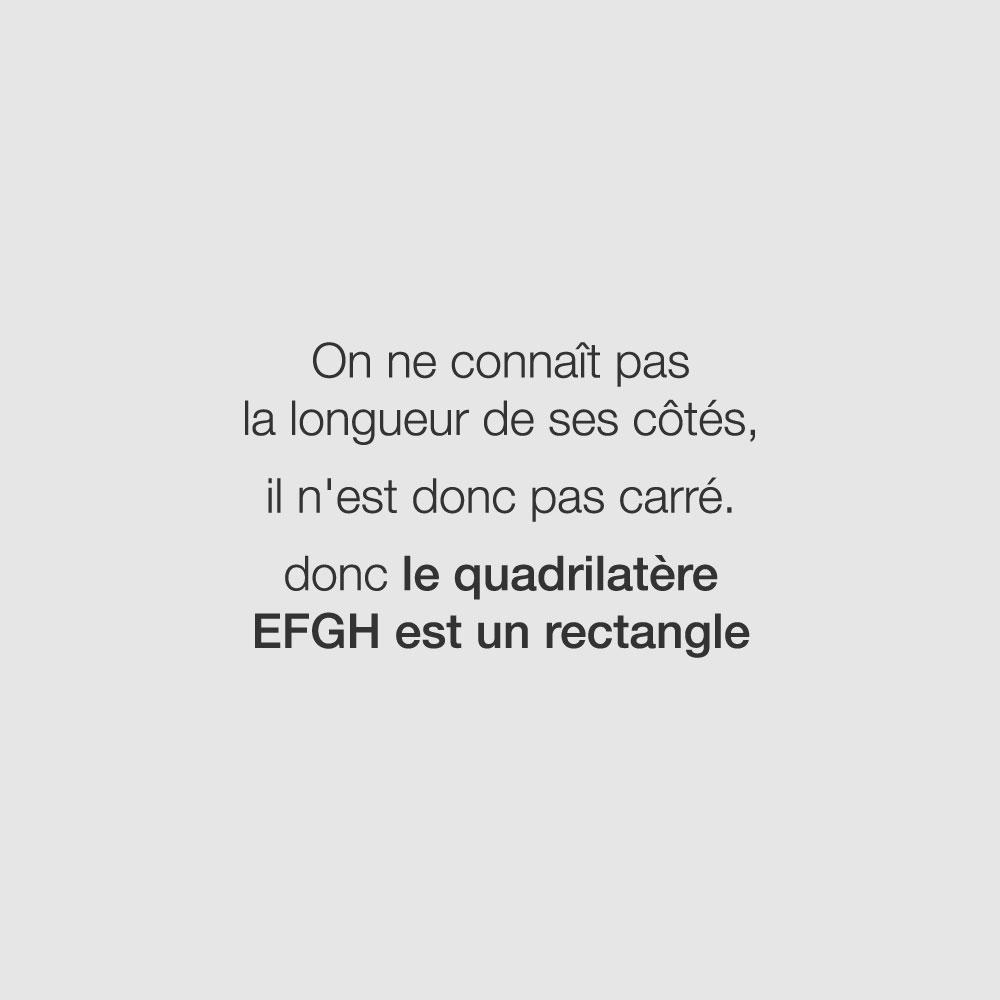 On ne connaît pas
la longueur de ses côtés,
il n'est donc pas carré.
donc le quadrilatère
EFGH est un rectangle